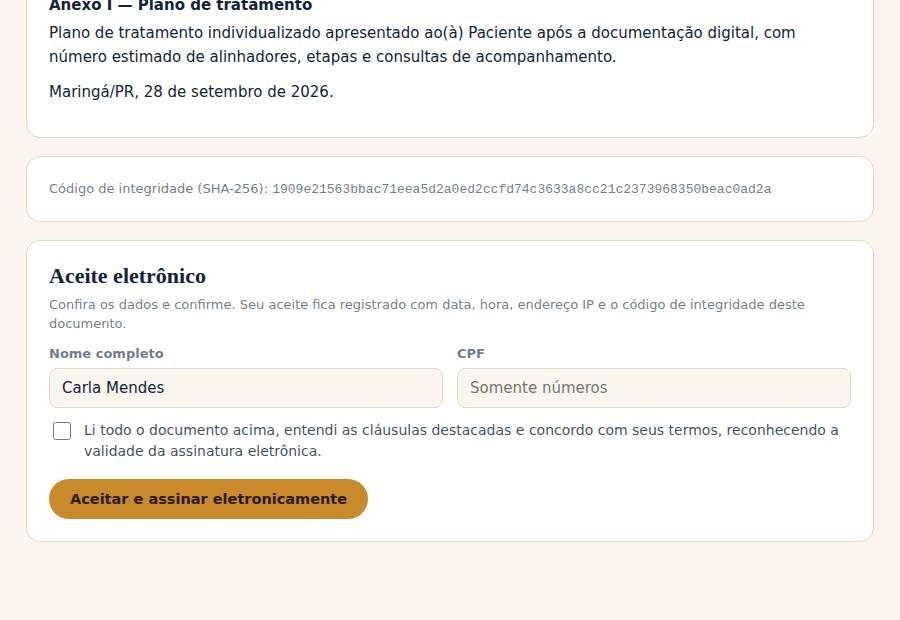 Anexo I — Plano de tratamento
Plano de tratamento individualizado apresentado ao(à) Paciente após a documentação digital, com
número estimado de alinhadores, etapas e consultas de acompanhamento.
Maringá/PR, 28 de setembro de 2026.
Código de integridade (SHA-256): 1909e21563bbac71eea5d2a0ed2ccfd74c3633a8cc21c2373968350beac0ad2a
Aceite eletrônico
Confira os dados e confirme. Seu aceite fica registrado com data, hora, endereço IP e o código de integridade deste
documento.
Nome completo
CPF
Carla Mendes
Somente números
Li todo o documento acima, entendi as cláusulas destacadas e concordo com seus termos, reconhecendo a
validade da assinatura eletrônica.
Aceitar e assinar eletronicamente